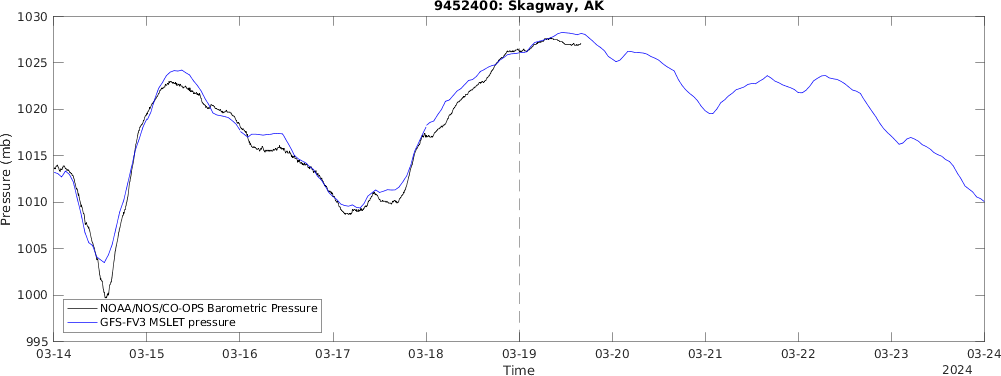 9452400: Skagway, AK
1030
1025
1020
1015
1010
1005
1000
995
Pressure (mb)
NOAA/NOS/CO-OPS Barometric Pressure
GFS-FV3 MSLET pressure
03-14 03-15 03-16 03-17 03-18 03-19 03-20 03-21 03-22 03-23 03-24
Time
2024